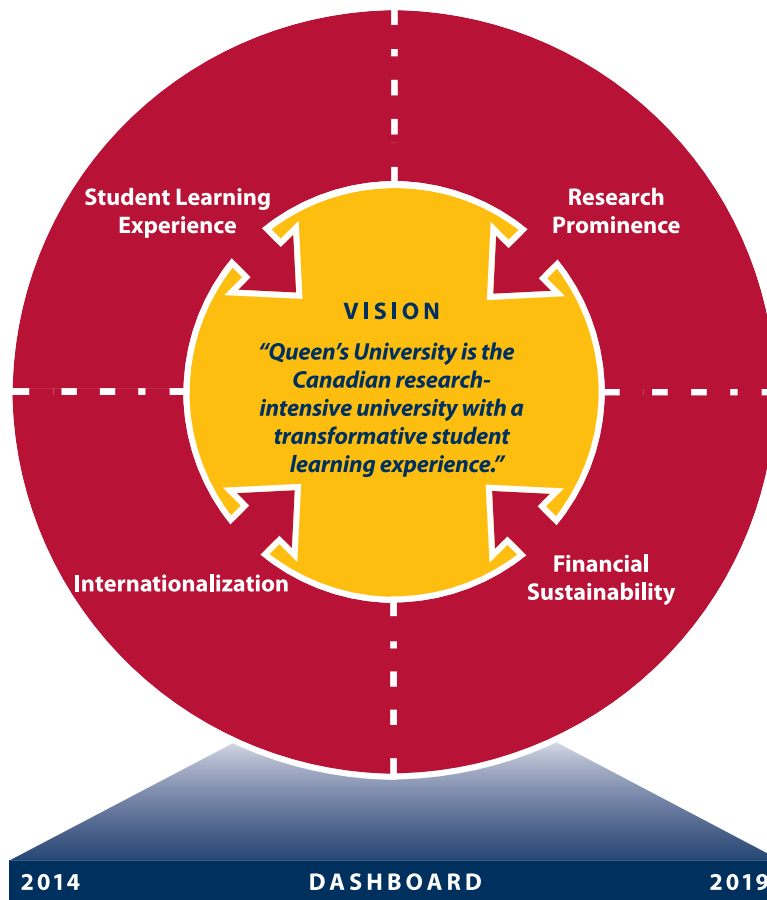 Student Learning
Experience
Research
Prominence
VISION
“Queen’s University is the
Canadian research-
intensive university with a
transformative student
learning experience.”
Internationalization
Financial
Sustainability
2014 DASHBOARD 2019